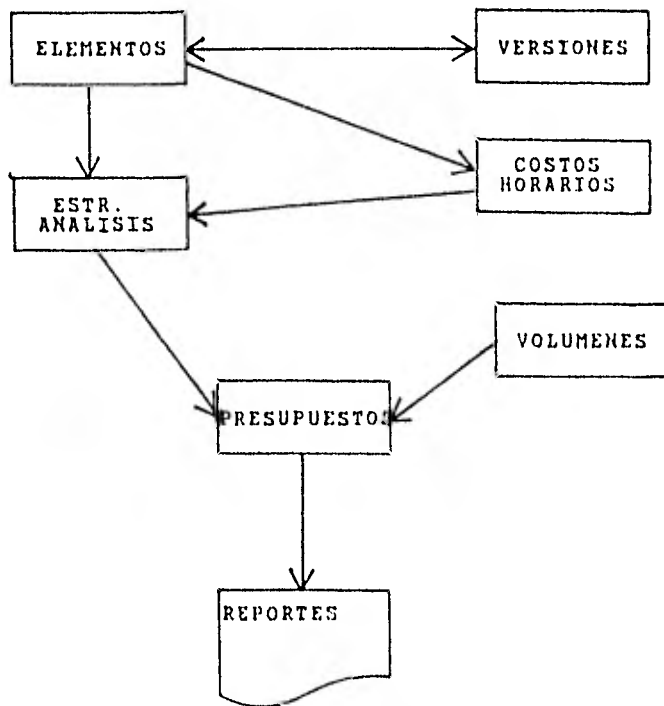 ELEMENTOS
VERSIONES
COSTOS
HORARIOS
ESTR.
ANALISIS
VOLUMENES
PRESUPUESTOS
REPORTES